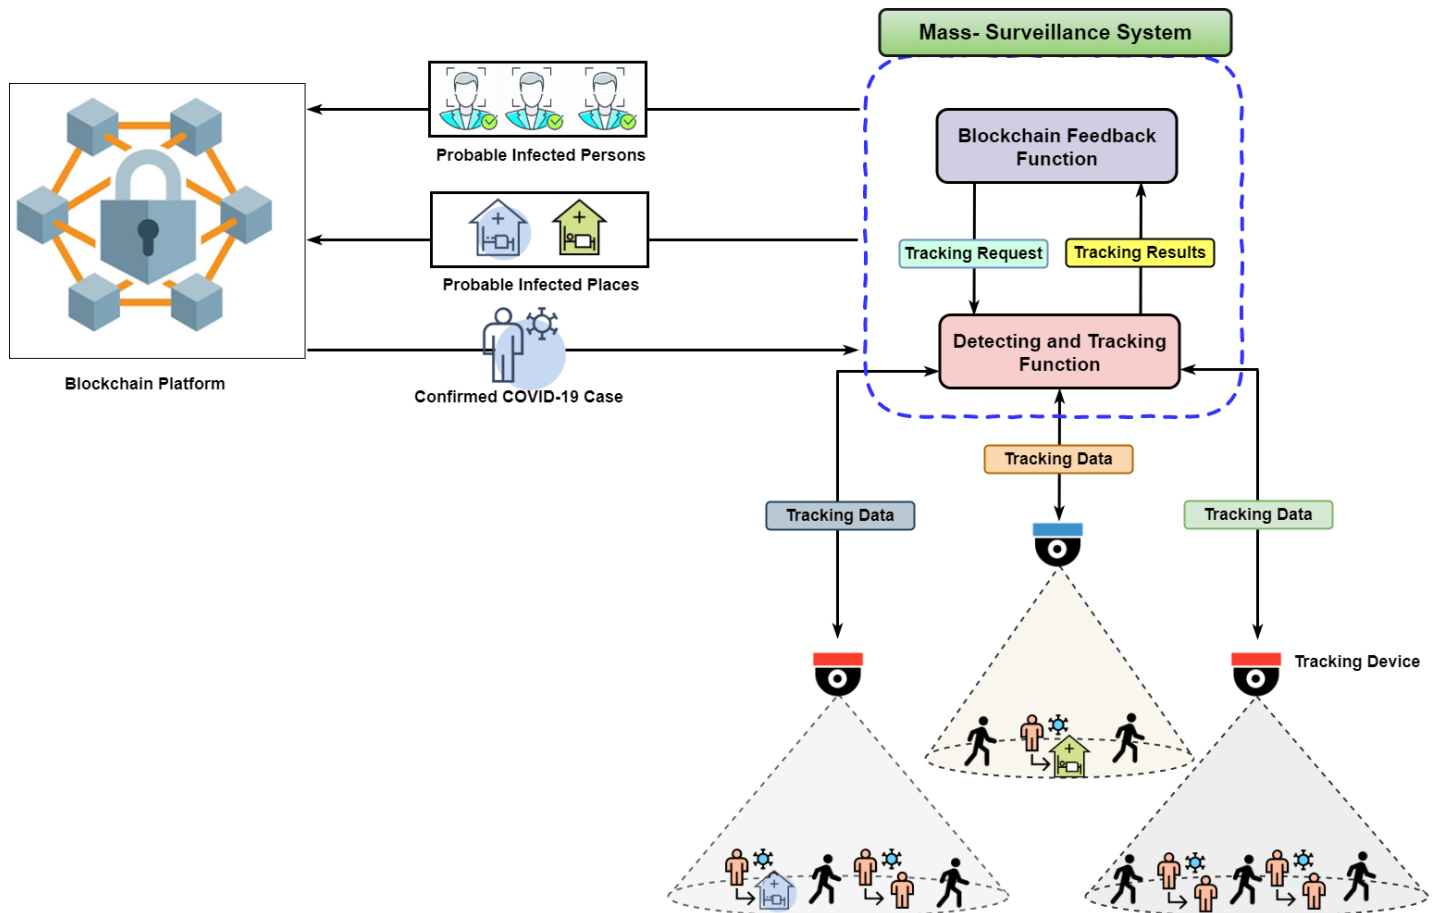 Mass- Surveillance System
Probable Infected Persons
Blockchain Feedback
Function
Tracking Request
Tracking Results
Probable Infected Places
Detecting and Tracking
Function
Blockchain Platform
Confirmed COVID-19 Case
Tracking Data
Tracking Data
Tracking Data
Tracking Device